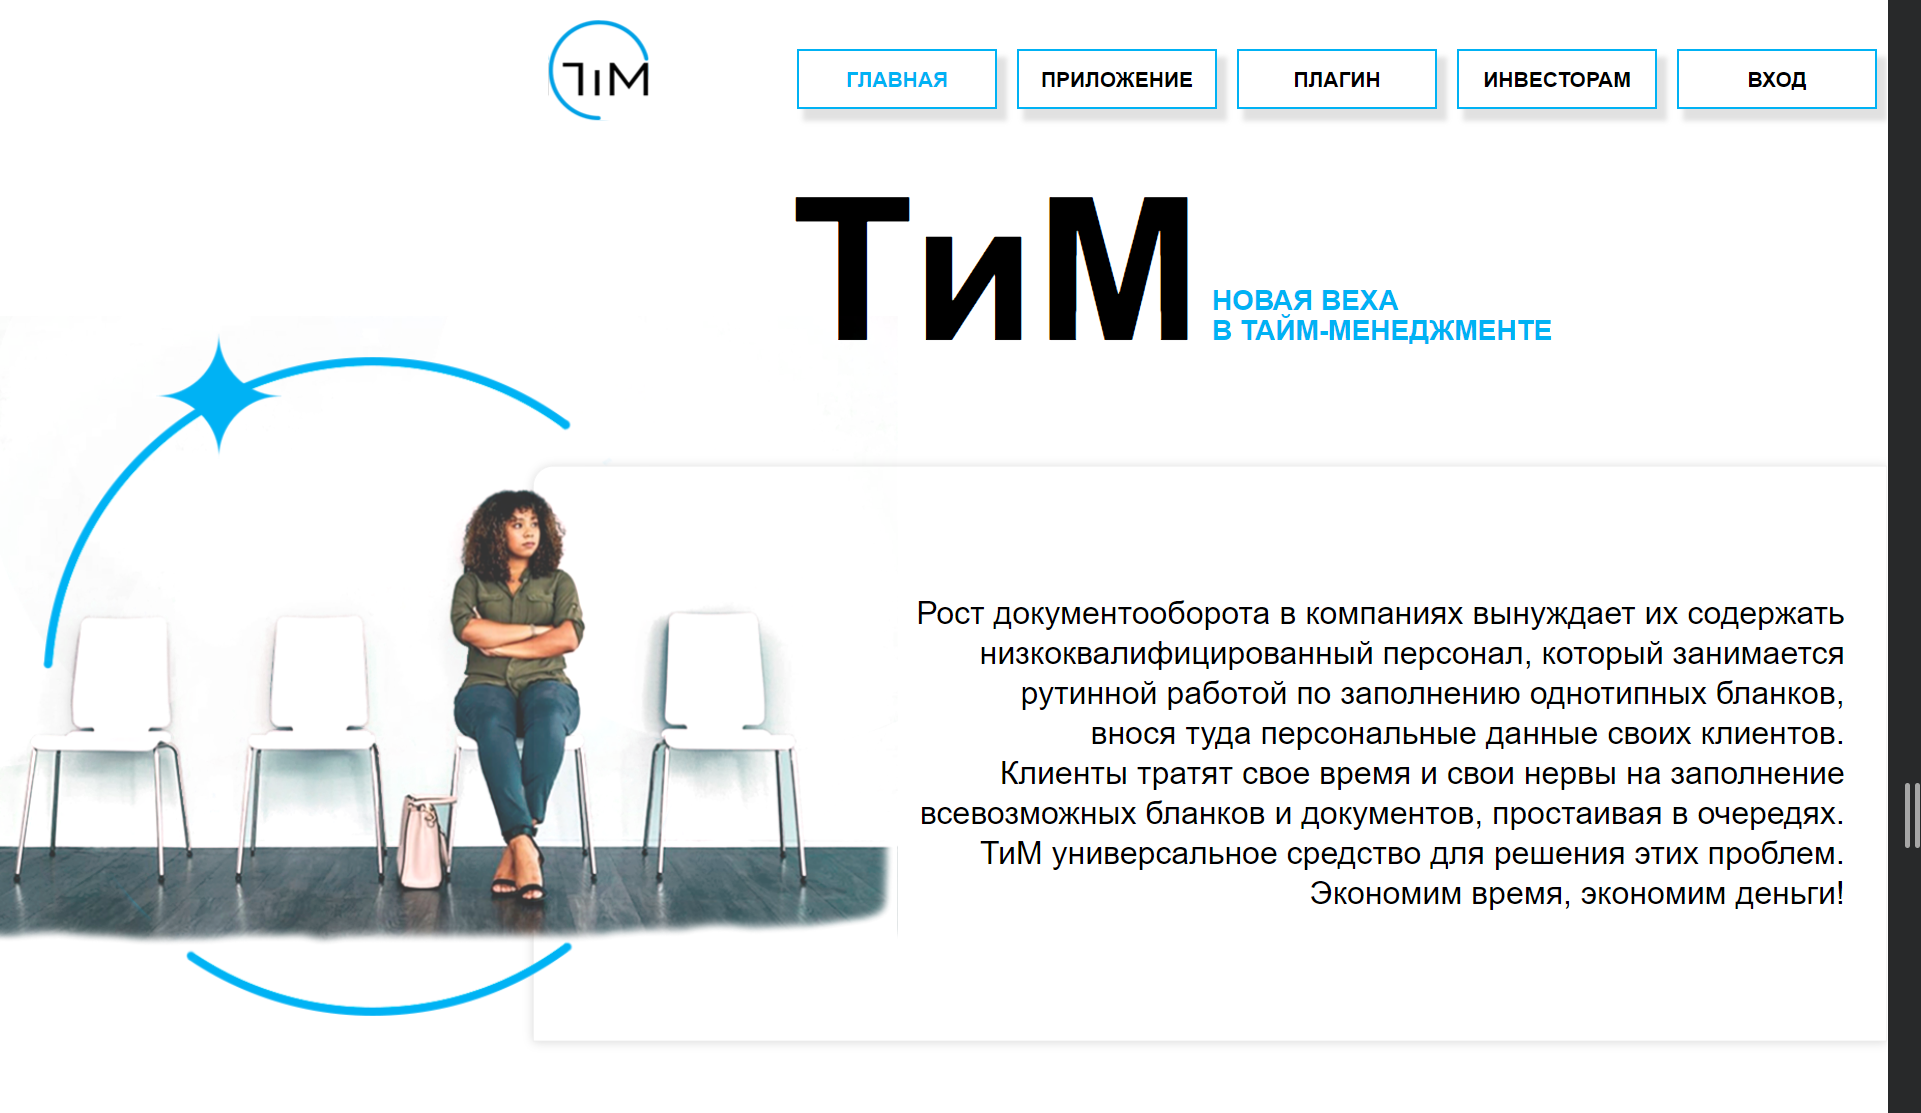 TiM
ГЛАВНАЯ
ПРИЛОЖЕНИЕ
ПЛАГИН
ИНВЕСТОРАМ
ВХОД
ТиМ
НОВАЯ ВЕХА
В ТАЙМ-МЕНЕДЖМЕНТЕ
Рост документооборота в компаниях вынуждает их содержать
низкоквалифицированный персонал, который занимается
рутинной работой по заполнению однотипных бланков,
внося туда персональные данные своих клиентов.
Клиенты тратят свое время и свои нервы на заполнение
всевозможных бланков и документов, простаивая в очередях.
ТиМ универсальное средство для решения этих проблем.
Экономим время, экономим деньги!